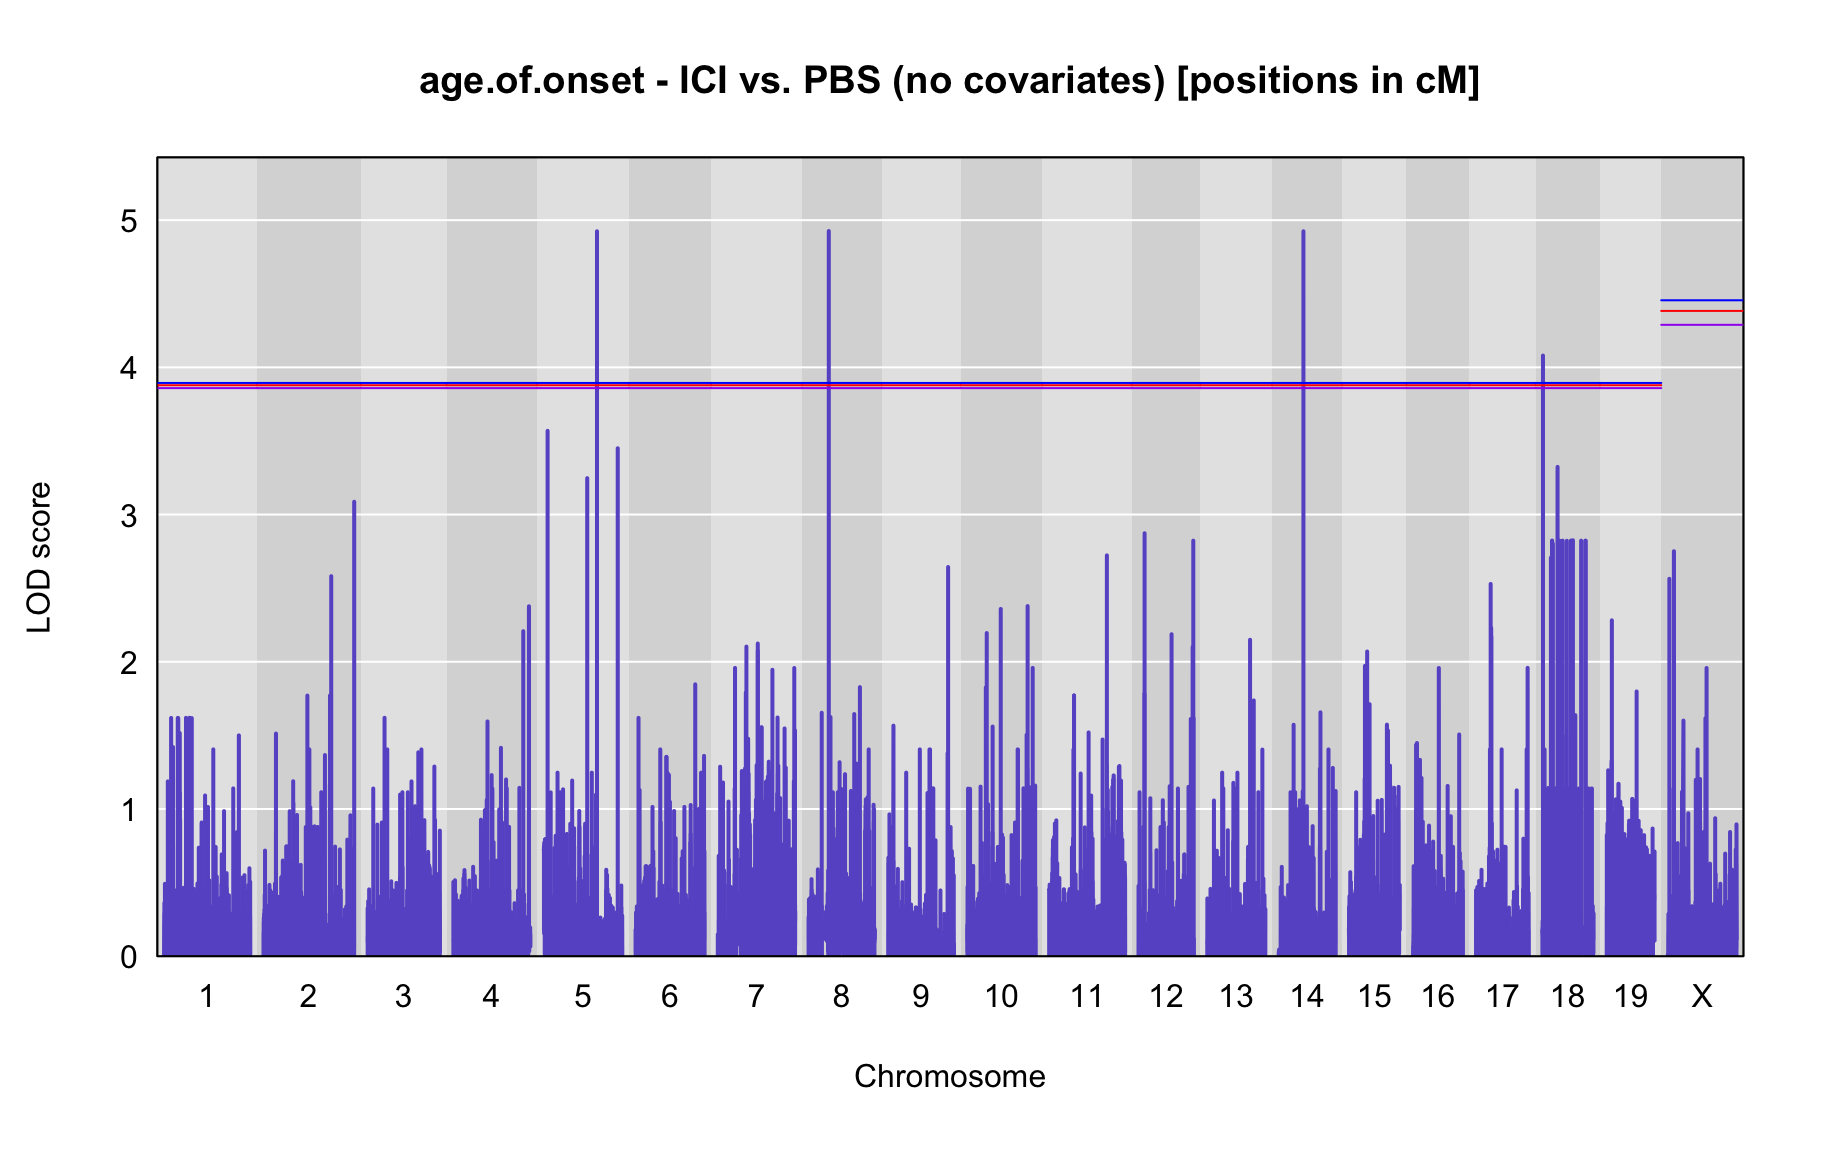 age.of.onset - ICI vs. PBS (no covariates) [positions in cM]
5
4
3
2
1
0
LOD score
1 2 3 4 5 6 7 8 9 10 11 12 13 14 15 16 17 18 19 X
Chromosome